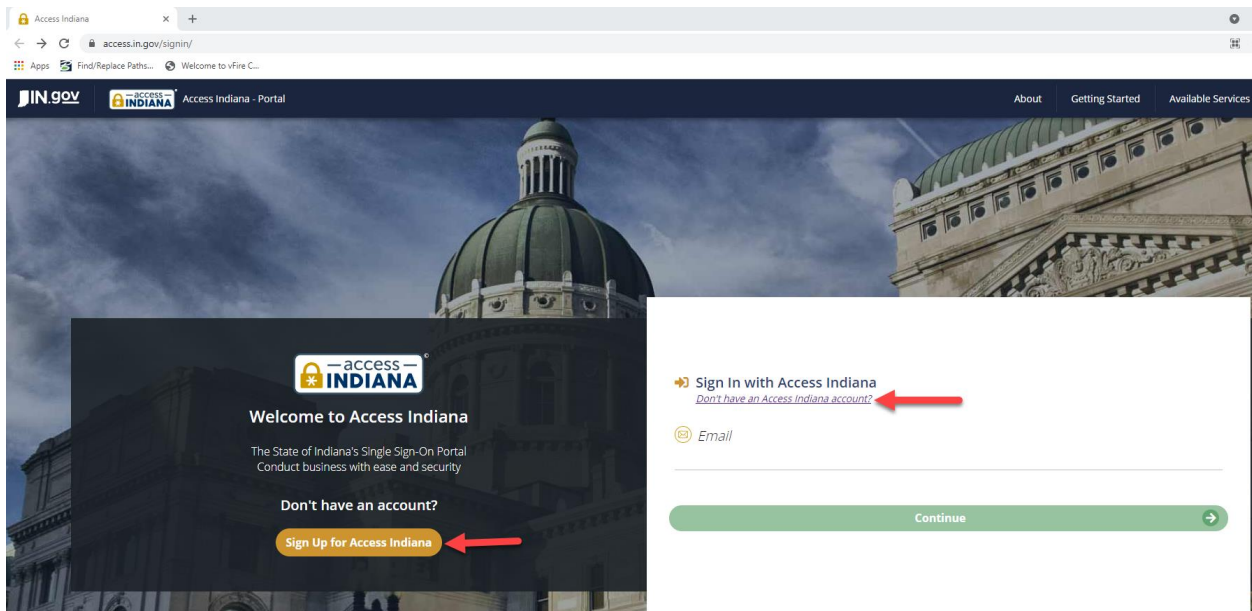 Access Indiana
access.in.gov/signin/
Apps Find/Replace Paths... Welcome to vFire C...
IN.gov access INDIANA Access Indiana - Portal About Getting Started Available Services
access
INDIANA
Welcome to Access Indiana
The State of Indiana's Single Sign-On Portal
Conduct business with ease and security
Don't have an account?
Sign Up for Access Indiana
Sign In with Access Indiana
Don't have an Access Indiana account?
Email
Continue